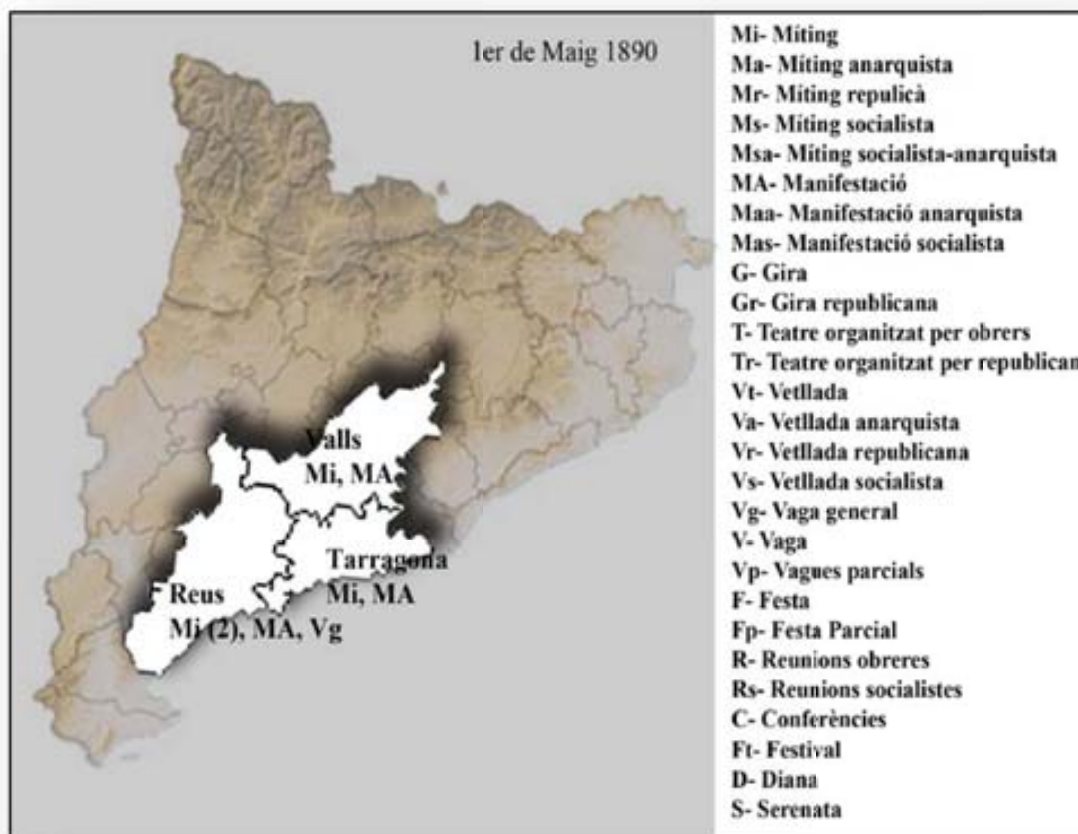 1er de Maig 1890
Valls
Mi, MA
Tarragona
Mi, MA
Reus
Mi (2), MA, Vg
Mi- Míting
Ma- Míting anarquista
Mr- Míting repulicà
Ms- Míting socialista
Msa- Míting socialista-anarquista
MA- Manifestació
Maa- Manifestació anarquista
Mas- Manifestació socialista
G- Gira
Gr- Gira republicana
T- Teatre organitzat per obrers
Tr- Teatre organitzat per republican
Vt- Vetllada
Va- Vetllada anarquista
Vr- Vetllada republicana
Vs- Vetllada socialista
Vg- Vaga general
V- Vaga
Vp- Vagues parcials
F- Festa
Fp- Festa Parcial
R- Reunions obreres
Rs- Reunions socialistes
C- Conferències
Ft- Festival
D- Diana
S- Serenata